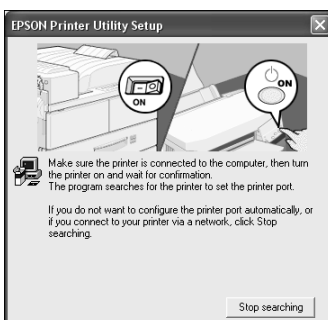 EPSON Printer Utility Setup
ON
ON
Make sure the printer is connected to the computer, then turn
the printer on and wait for confirmation.
The program searches for the printer to set the printer port.
If you do not want to configure the printer port automatically, or
if you connect to your printer via a network, click Stop
searching.
Stop searching